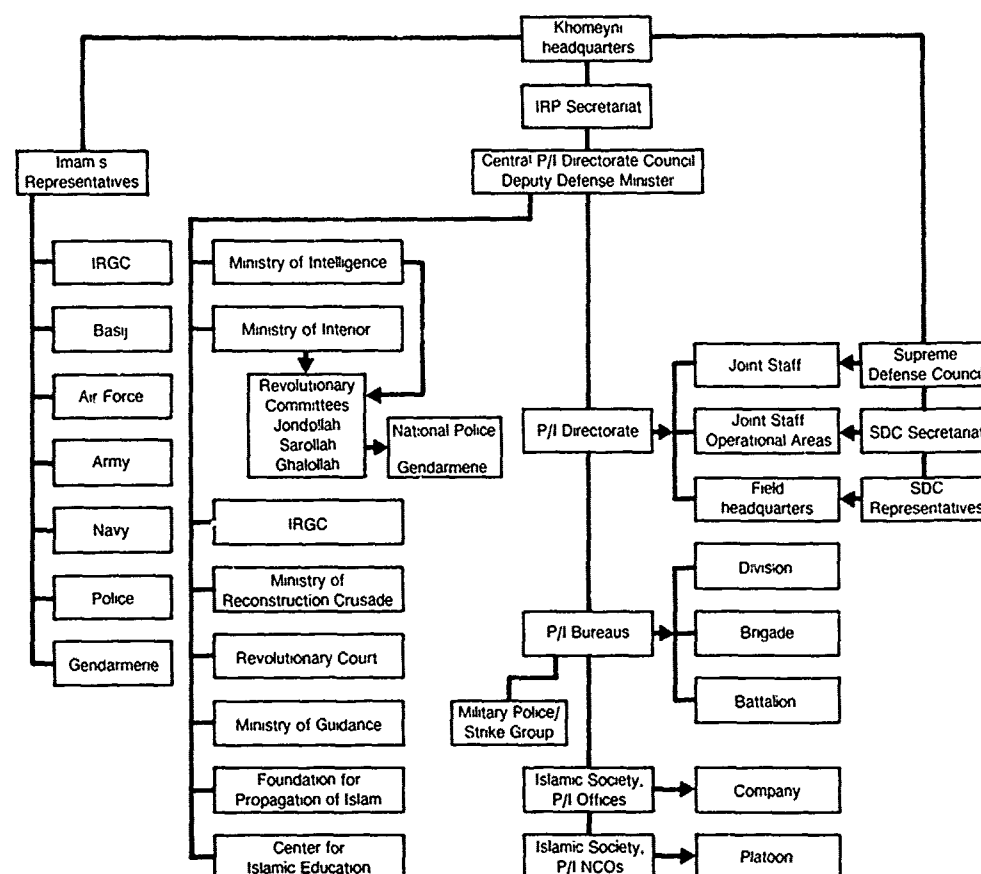 Khomeyni
headquarters
IRP Secretariat
Imam s
Representatives
Central P/I Directorate Council
Deputy Defense Minister
IRGC
Basij
Air Force
Army
Navy
Police
Gendarmene
Ministry of Intelligence
Ministry of Interior
Revolutionary
Committees
Jondollah
Sarollah
Ghalollah
National Police
Gendarmene
IRGC
Ministry of
Reconstruction Crusade
Revolutionary Court
Ministry of Guidance
Foundation for
Propagation of Islam
Center for
Islamic Education
P/I Directorate
Joint Staff
Joint Staff
Operational Areas
Field
headquarters
Supreme
Defense Council
SDC Secretariat
SDC
Representatives
P/I Bureaus
Division
Brigade
Battalion
Military Police/
Strike Group
Islamic Society,
P/I Offices
Company
Islamic Society,
P/I NCOs
Platoon